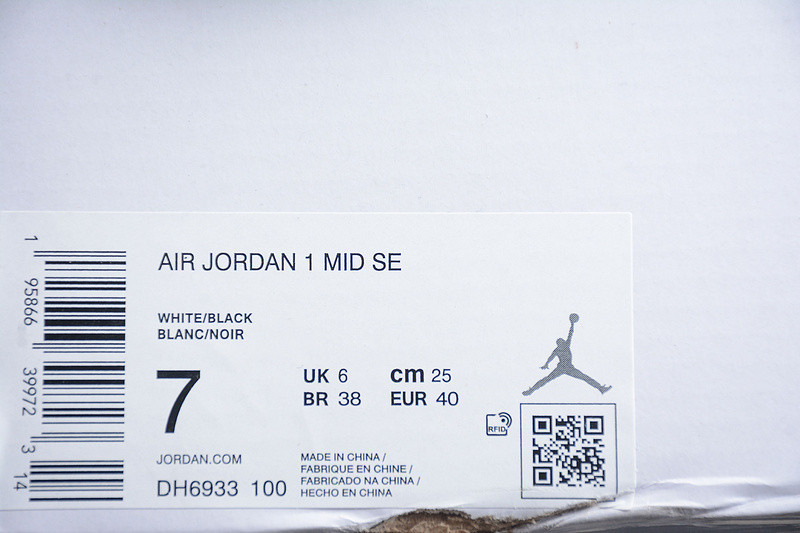 AIR JORDAN 1 MID SE
WHITE/BLACK
BLANC/NOIR
7
UK 6 cm 25
BR 38 EUR 40
RFID
JORDAN.COM
DH6933 100
MADE IN CHINA /
FABRIQUE EN CHINE /
FABRICADO NA CHINA /
HECHO EN CHINA
1 95866 39972 3 14